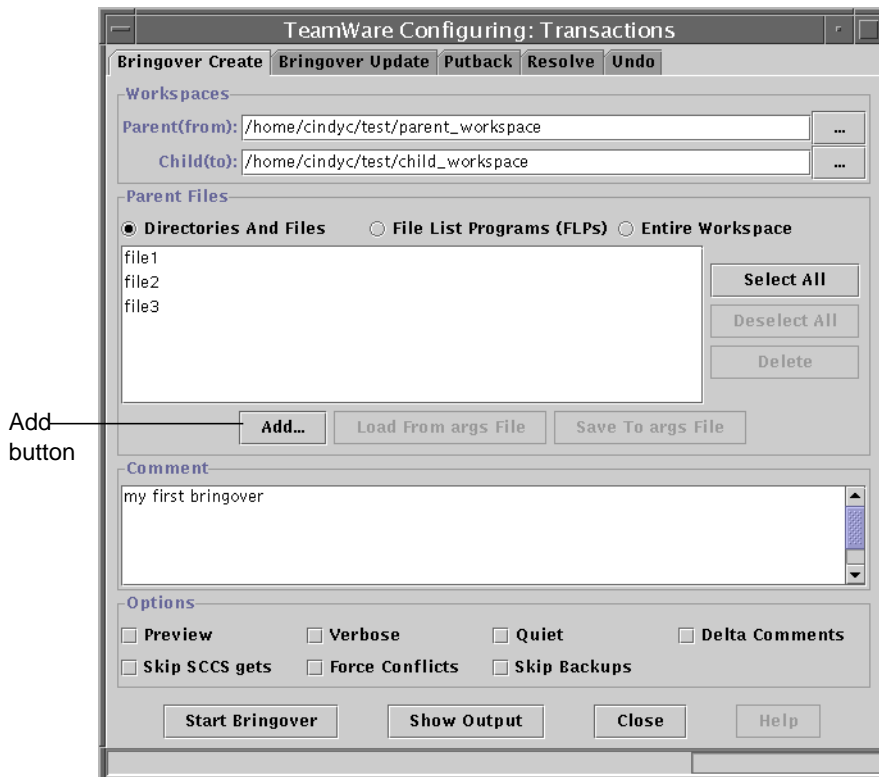 TeamWare Configuring: Transactions
Bringover Create Bringover Update Putback Resolve Undo
Workspaces
Parent(from): /home/cindyc/test/parent_workspace ...
Child(to): /home/cindyc/test/child_workspace ...
Parent Files
Directories And Files File List Programs (FLPs) Entire Workspace
file1
file2
file3
Select All
Deselect All
Delete
Add button
Add... Load From args File Save To args File
Comment
my first bringover
Options
Preview Verbose Quiet Delta Comments
Skip SCCS gets Force Conflicts Skip Backups
Start Bringover Show Output Close Help